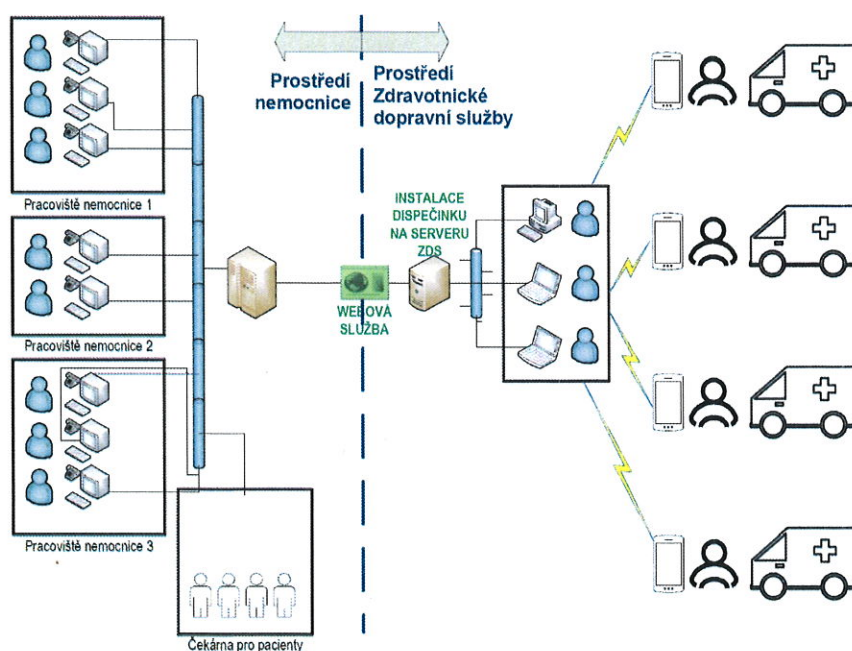 Prostředí
nemocnice
Prostředí
Zdravotnické
dopravní služby
Pracoviště nemocnice 1
INSTALACE
DISPEČINKU
NA SERVERU
ZDS
WEBOVÁ
SLUŽBA
Pracoviště nemocnice 2
Pracoviště nemocnice 3
Čekárna pro pacienty